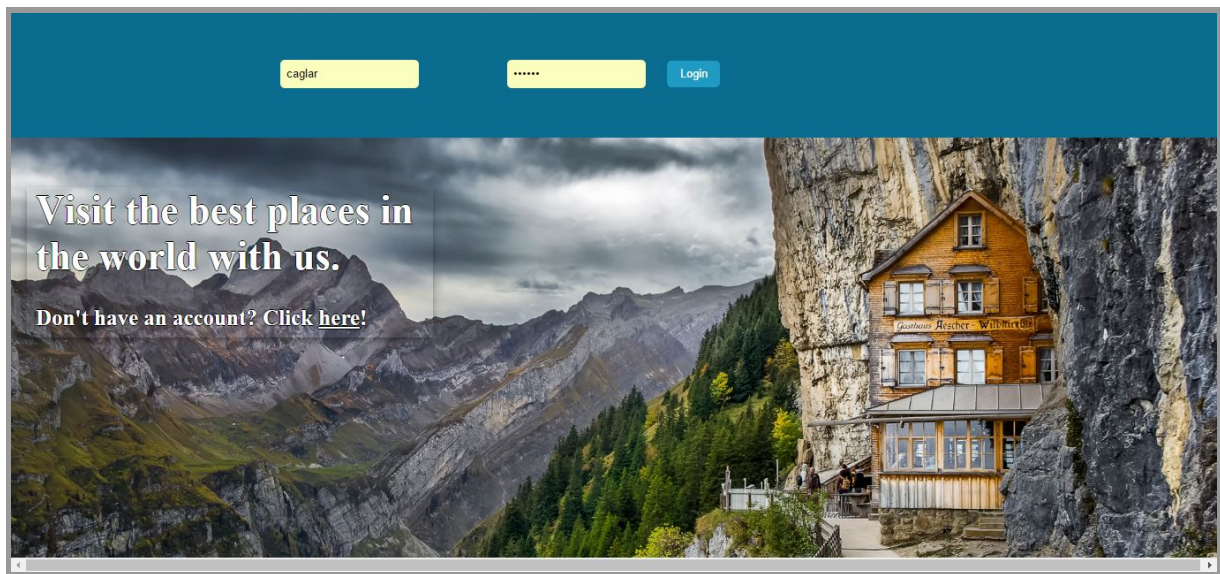 caglar
•••••• Login
Visit the best places in
the world with us.
Don't have an account? Click here!
Gasthaus Aescher - Wildkirchli